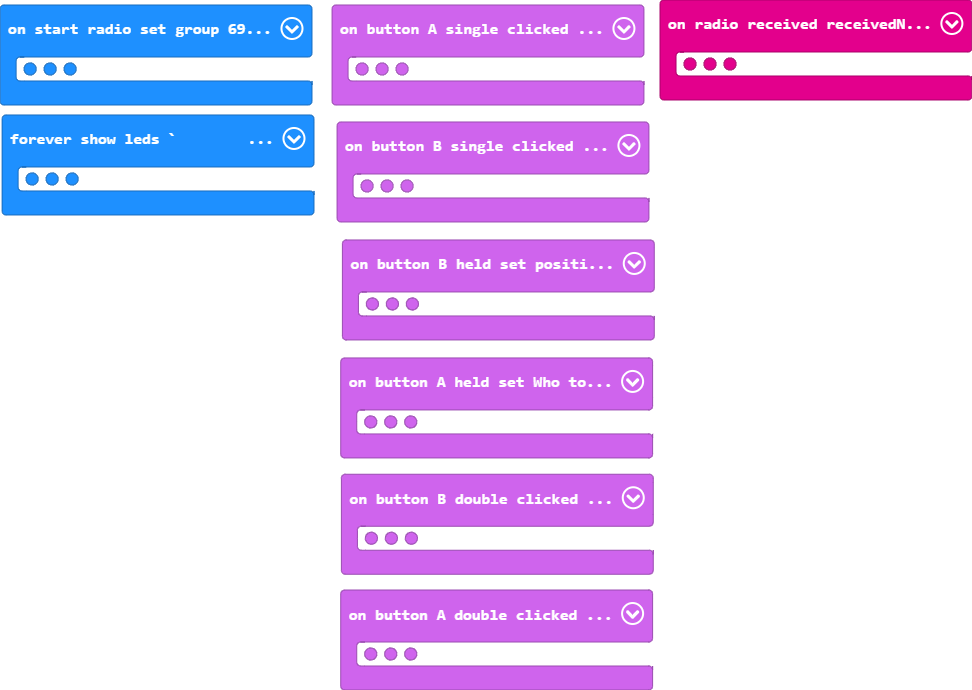 on start radio set group 69...
forever show leds ` ...
on button A single clicked ...
on button B single clicked ...
on button B held set positi...
on button A held set Who to...
on button B double clicked ...
on button A double clicked ...
on radio received receivedN...